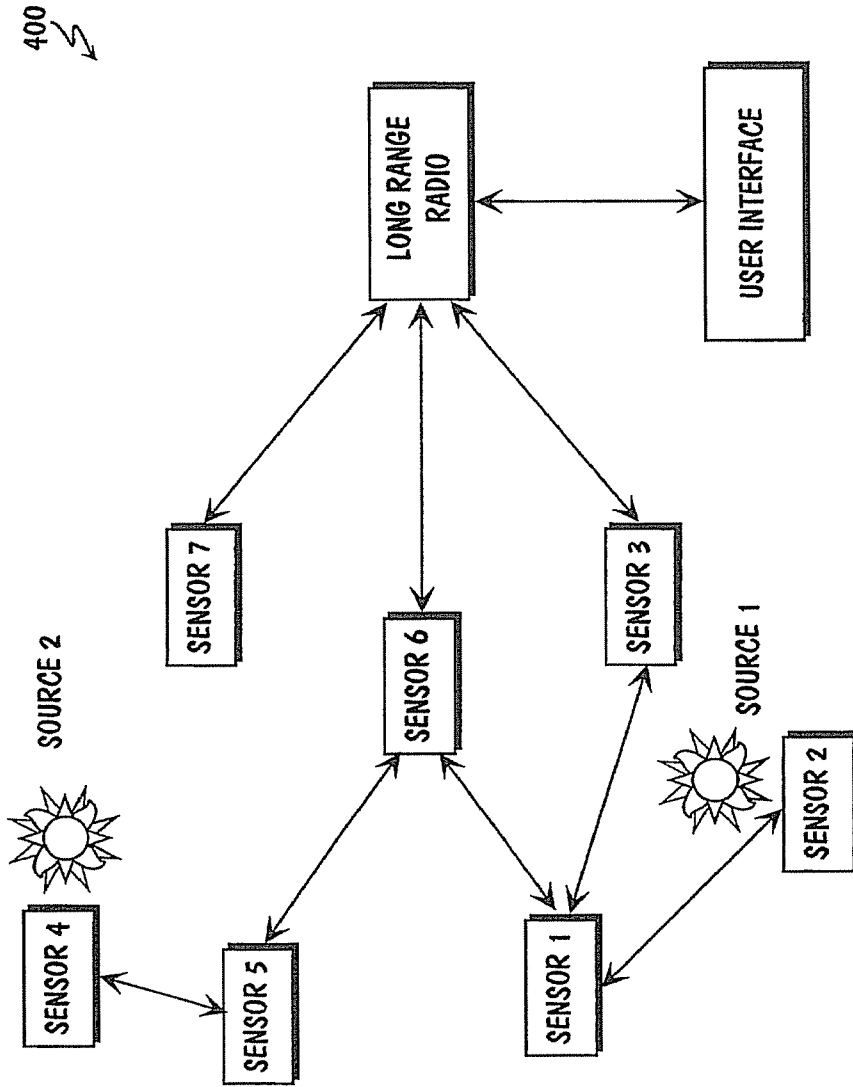 400
SOURCE 2
SENSOR 4
SENSOR 5
SENSOR 7
SENSOR 6
LONG RANGE
RADIO
SENSOR 1
SENSOR 3
SOURCE 1
SENSOR 2
USER INTERFACE